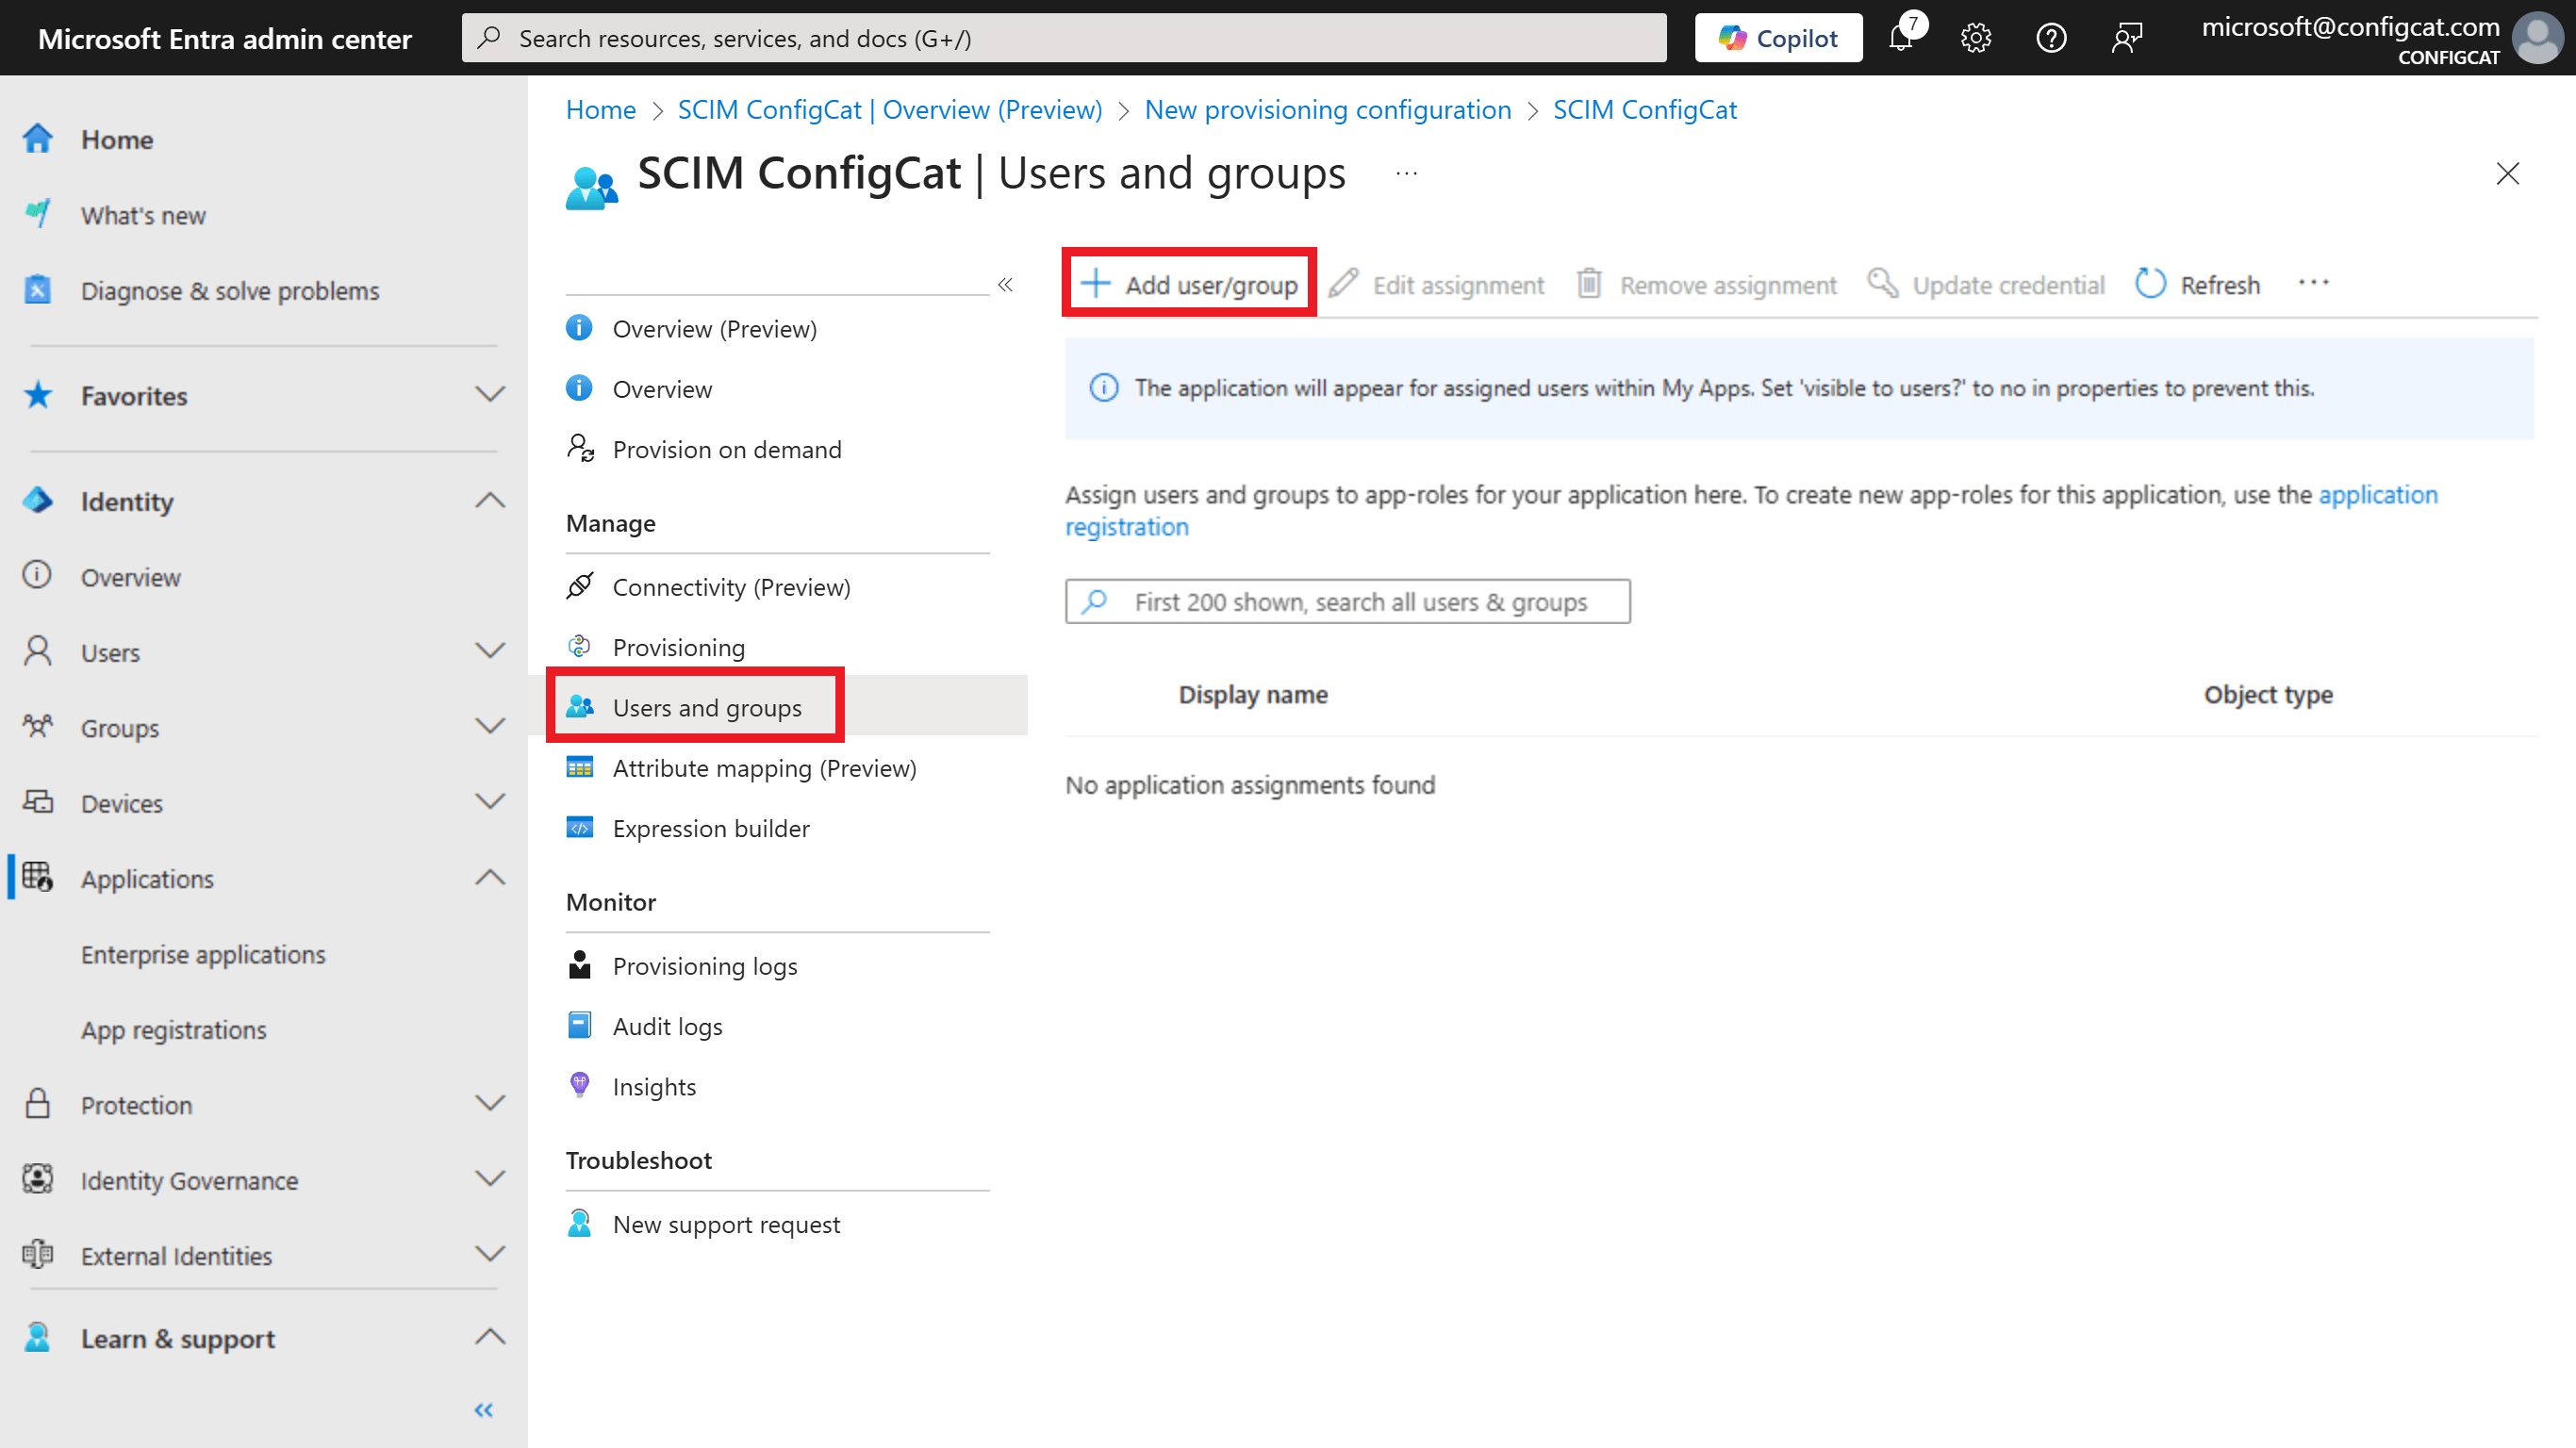 Microsoft Entra admin center
Search resources, services, and docs (G+/)
Copilot
7
microsoft@configcat.com
CONFIGCAT
Home
What's new
Diagnose & solve problems
Favorites
Identity
Overview
Users
Groups
Devices
Applications
Enterprise applications
App registrations
Protection
Identity Governance
External Identities
Learn & support
Home > SCIM ConfigCat | Overview (Preview) > New provisioning configuration > SCIM ConfigCat
SCIM ConfigCat | Users and groups
Overview (Preview)
Overview
Provision on demand
Manage
Connectivity (Preview)
Provisioning
Users and groups
Attribute mapping (Preview)
Expression builder
Monitor
Provisioning logs
Audit logs
Insights
Troubleshoot
New support request
Add user/group
Edit assignment
Remove assignment
Update credential
Refresh
The application will appear for assigned users within My Apps. Set 'visible to users?' to no in properties to prevent this.
Assign users and groups to app-roles for your application here. To create new app-roles for this application, use the application
registration
First 200 shown, search all users & groups
Display name
Object type
No application assignments found